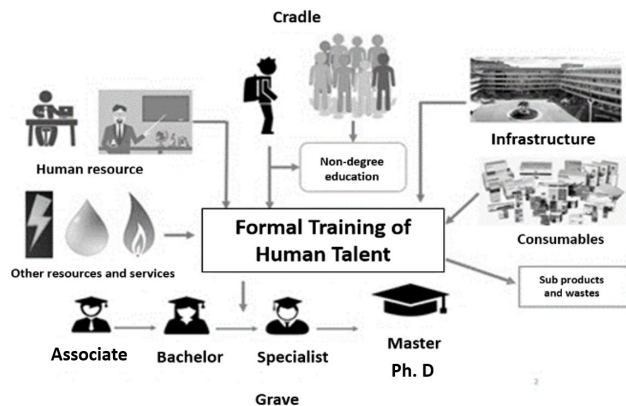 Cradle
Infrastructure
Human resource
Non-degree
education
Formal Training of
Human Talent
Consumables
Other resources and services
Sub products
and wastes
Associate
Bachelor
Specialist
Master
Ph. D
2
Grave